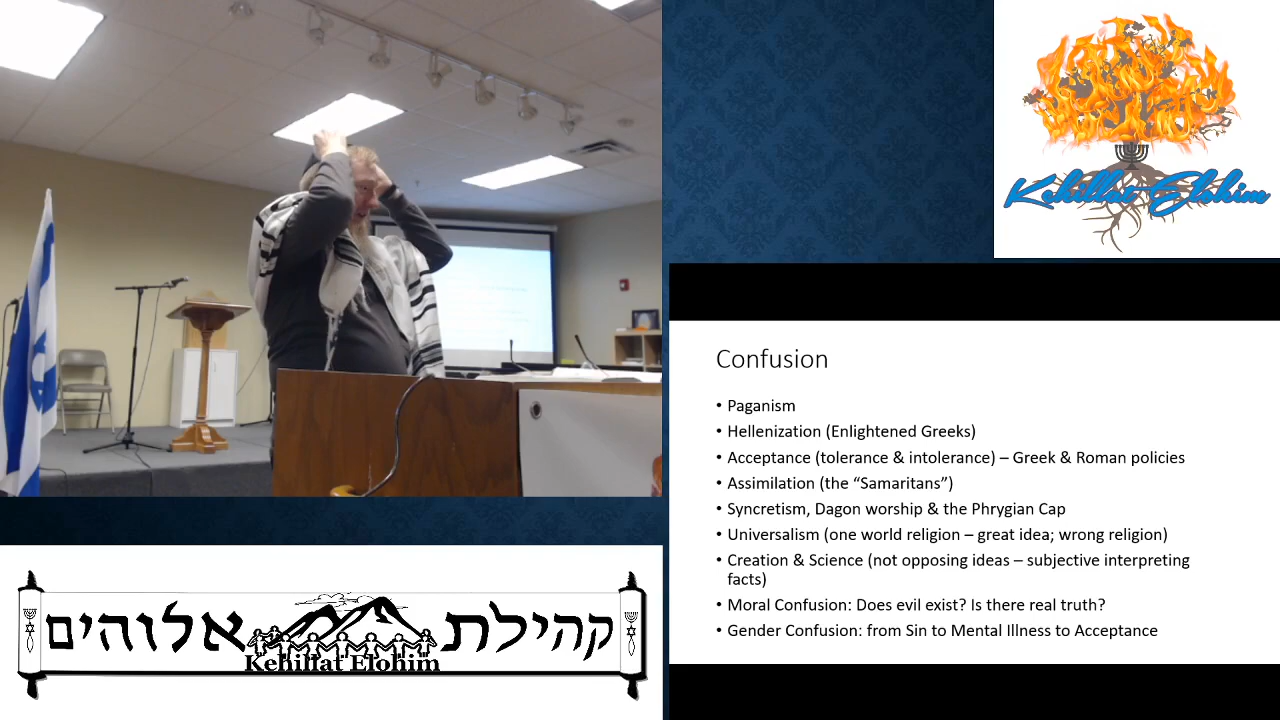 Kehillat Elohim
Confusion
• Paganism
• Hellenization (Enlightened Greeks)
• Acceptance (tolerance & intolerance) – Greek & Roman policies
• Assimilation (the “Samaritans”)
• Syncretism, Dagon worship & the Phrygian Cap
• Universalism (one world religion – great idea; wrong religion)
• Creation & Science (not opposing ideas – subjective interpreting
facts)
• Moral Confusion: Does evil exist? Is there real truth?
• Gender Confusion: from Sin to Mental Illness to Acceptance
קהילת אלוהים
Kehillat Elohim